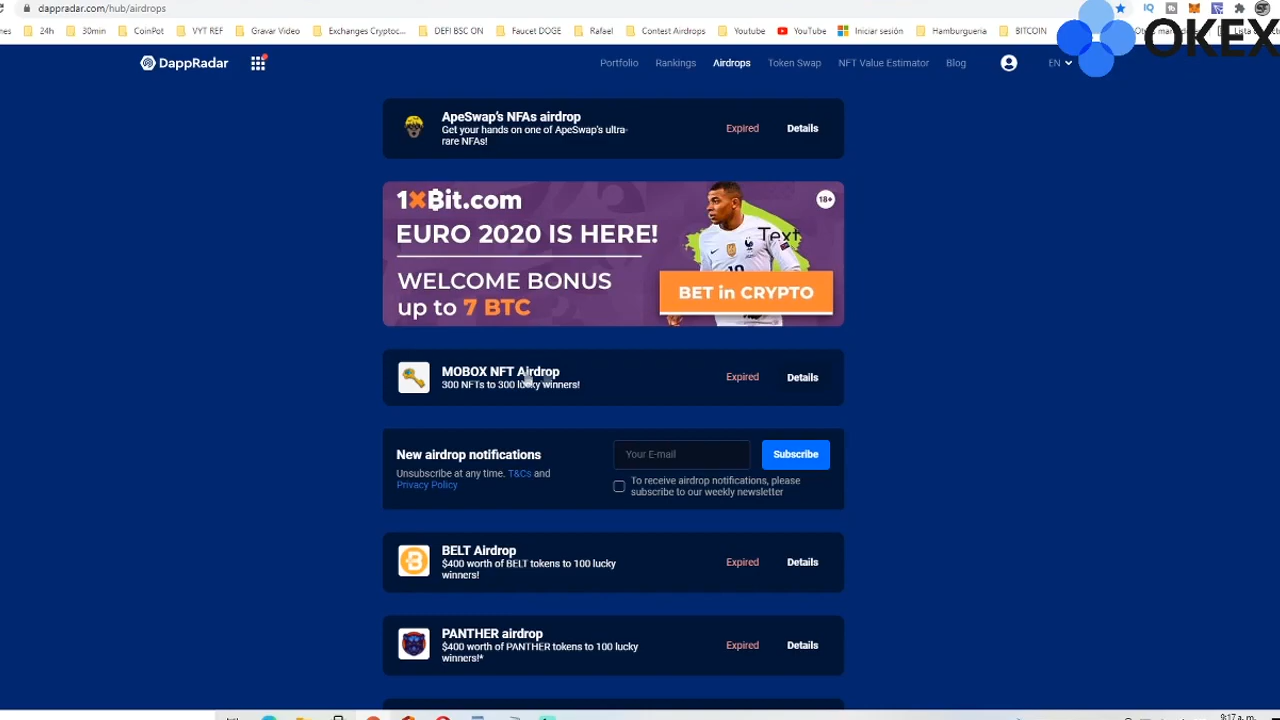 dappradar.com/hub/airdrops
24h 30min VYT REF Gravar Video Exchanges Cryptoc... DEFI BSC ON Faucet DOGE Rafael Contest Airdrops Youtube YouTube Iniciar sesión Hamburguena BITCOIN
OKEX
DappRadar Portfolio Rankings Airdrops Token Swap NFT Value Estimator Blog EN
ApeSwap's NFAs airdrop
Get your hands on one of ApeSwap's ultra-
rare NFAs!
Expired Details
1xBit.com
18+
EURO 2020 IS HERE!
Text
WELCOME BONUS
up to 7 BTC
BET in CRYPTO
MOBOX NFT Airdrop
300 NFTs to 300 lucky winners!
Expired Details
New airdrop notifications
Unsubscribe at any time. T&Cs and
Privacy Policy
Your E-mail Subscribe
To receive airdrop notifications, please
subscribe to our weekly newsletter
BELT Airdrop
$400 worth of BELT tokens to 100 lucky
winners!
Expired Details
PANTHER airdrop
$400 worth of PANTHER tokens to 100 lucky
winners!*
Expired Details
9:17 a. m.